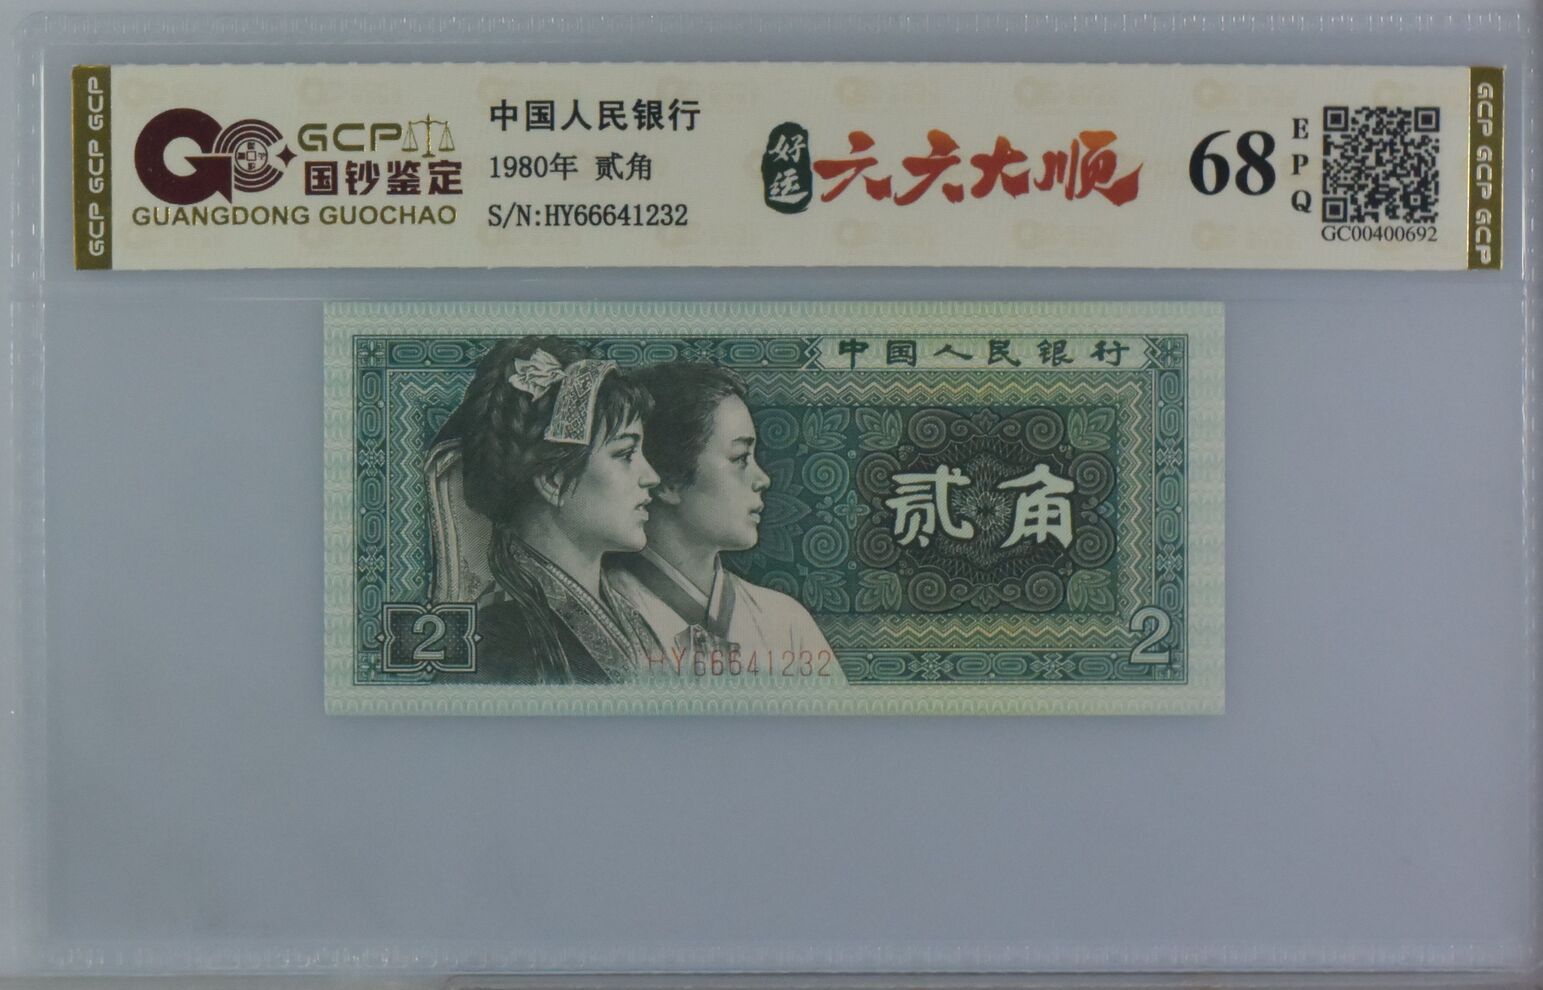 GCP GCP GCP
GCP
国钞鉴定
GUANGDONG GUOCHAO
中国人民银行
1980年 贰角
S/N:HY66641232
好运
六六大顺
68
EPQ
GC00400692
GCP GCP GCP
中国人民银行
贰角
2
2
HY66641232